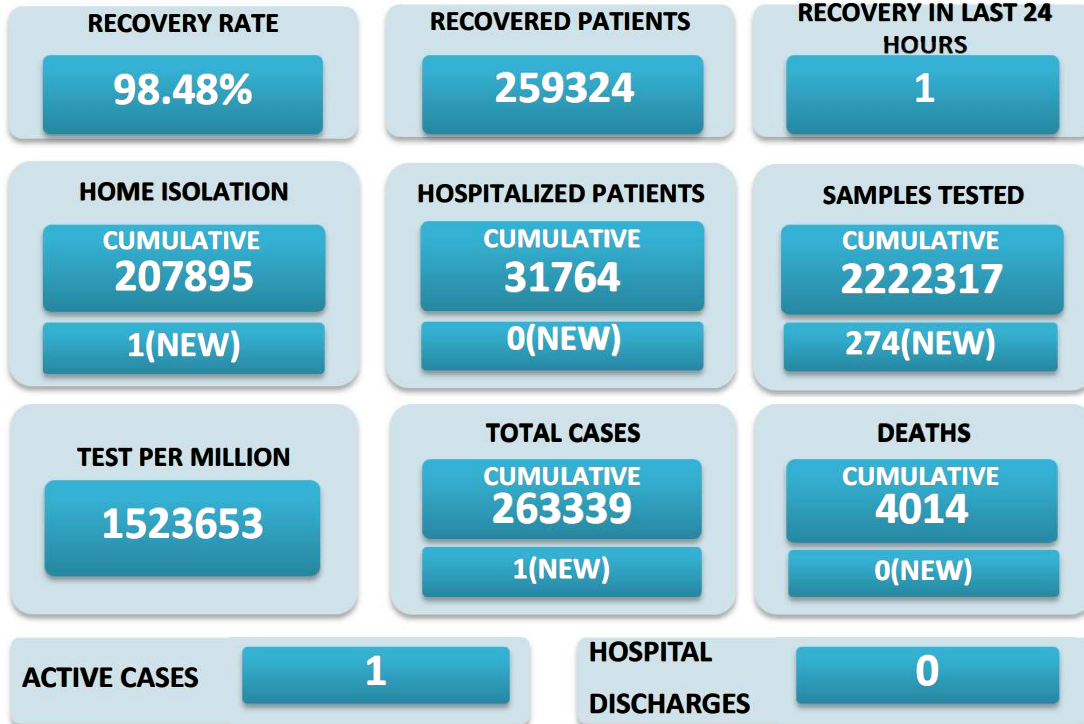 RECOVERY RATE
98.48%
RECOVERED PATIENTS
259324
RECOVERY IN LAST 24
HOURS
1
HOME ISOLATION
CUMULATIVE
207895
1(NEW)
HOSPITALIZED PATIENTS
CUMULATIVE
31764
0(NEW)
SAMPLES TESTED
CUMULATIVE
2222317
274(NEW)
TEST PER MILLION
1523653
TOTAL CASES
CUMULATIVE
263339
1(NEW)
DEATHS
CUMULATIVE
4014
0(NEW)
ACTIVE CASES
1
HOSPITAL
DISCHARGES
0